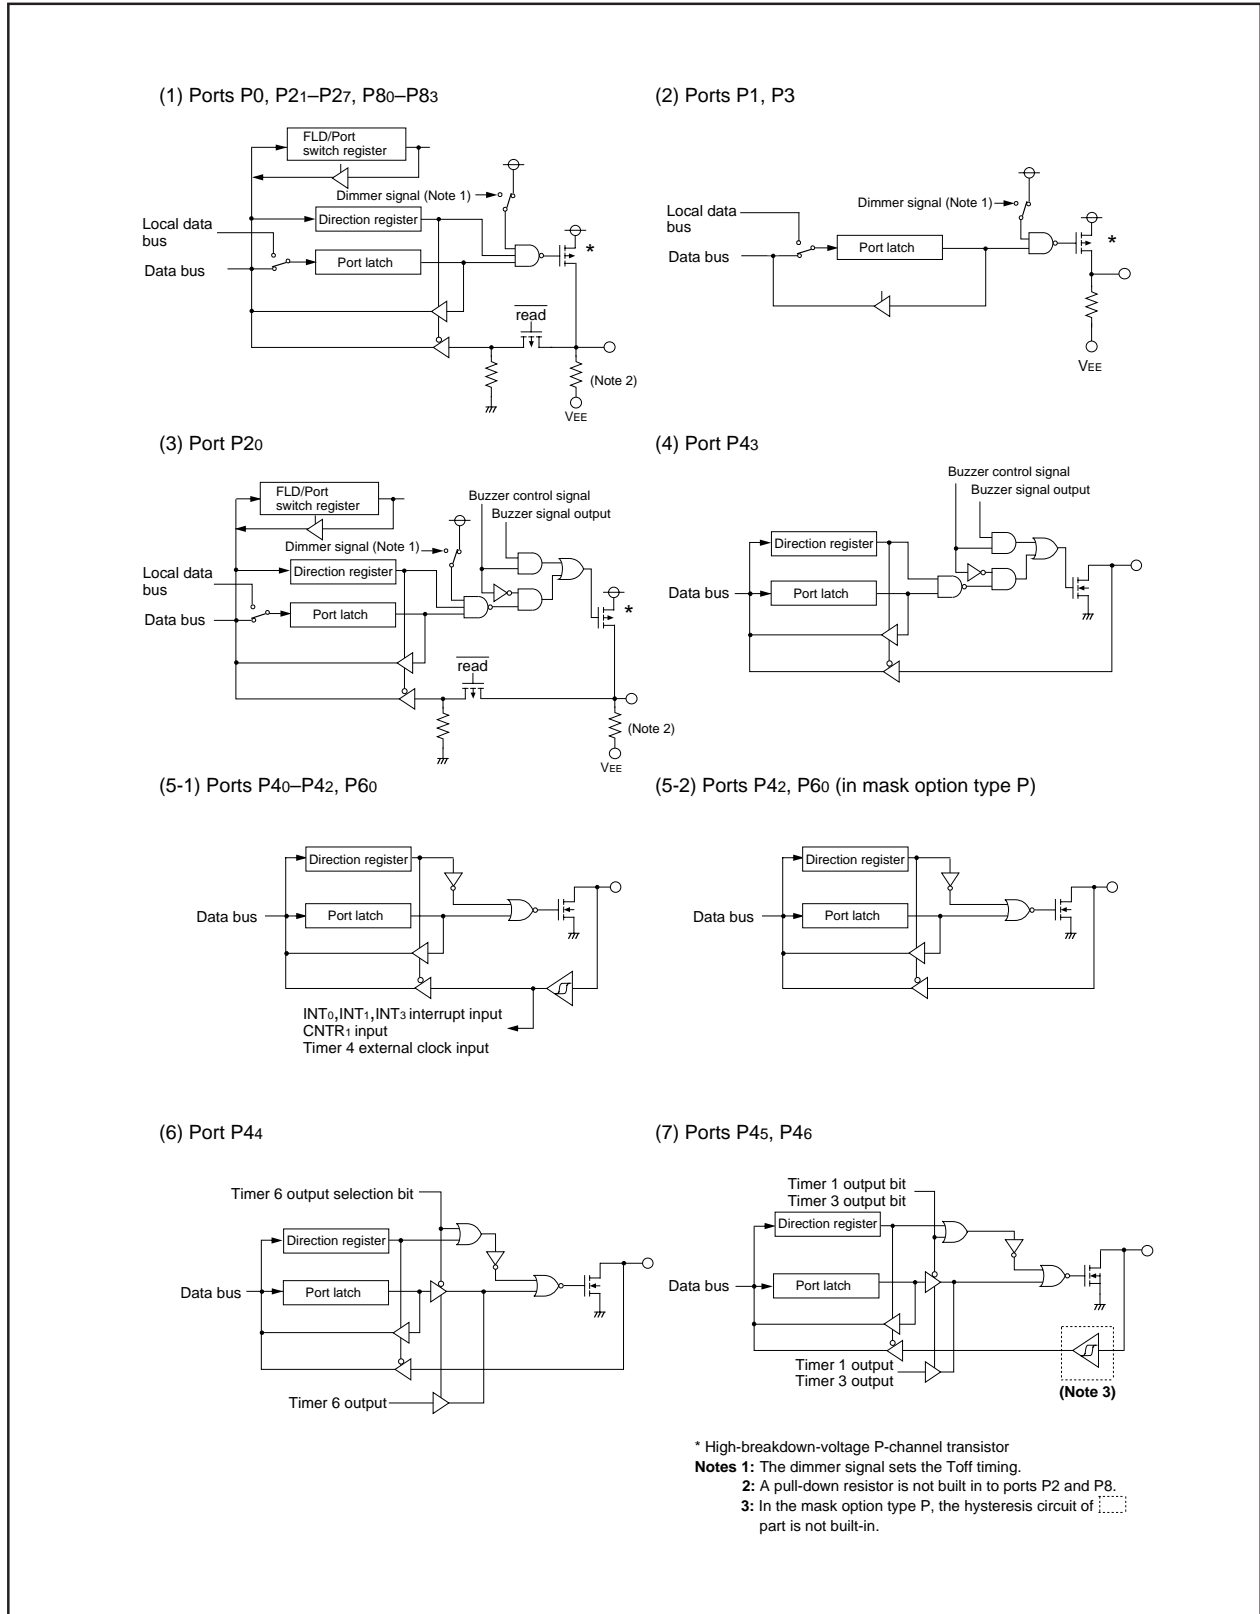 (1) Ports P0, P21–P27, P80–P83
FLD/Port
switch register
Dimmer signal (Note 1)
Local data
bus
Direction register
Data bus
Port latch
*
read
(Note 2)
VEE
(2) Ports P1, P3
Dimmer signal (Note 1)
Local data
bus
Port latch
*
Data bus
VEE
(3) Port P20
FLD/Port
switch register
Buzzer control signal
Buzzer signal output
Dimmer signal (Note 1)
Local data
bus
Direction register
Port latch
*
Data bus
read
(Note 2)
VEE
(4) Port P43
Buzzer control signal
Buzzer signal output
Direction register
Data bus
Port latch
(5-1) Ports P40–P42, P60
Direction register
Data bus
Port latch
INT0,INT1,INT3 interrupt input
CNTR1 input
Timer 4 external clock input
(5-2) Ports P42, P60 (in mask option type P)
Direction register
Data bus
Port latch
(6) Port P44
Timer 6 output selection bit
Direction register
Data bus
Port latch
Timer 6 output
(7) Ports P45, P46
Timer 1 output bit
Timer 3 output bit
Direction register
Data bus
Port latch
Timer 1 output
Timer 3 output
(Note 3)
* High-breakdown-voltage P-channel transistor
Notes 1: The dimmer signal sets the Toff timing.
2: A pull-down resistor is not built in to ports P2 and P8.
3: In the mask option type P, the hysteresis circuit of
part is not built-in.